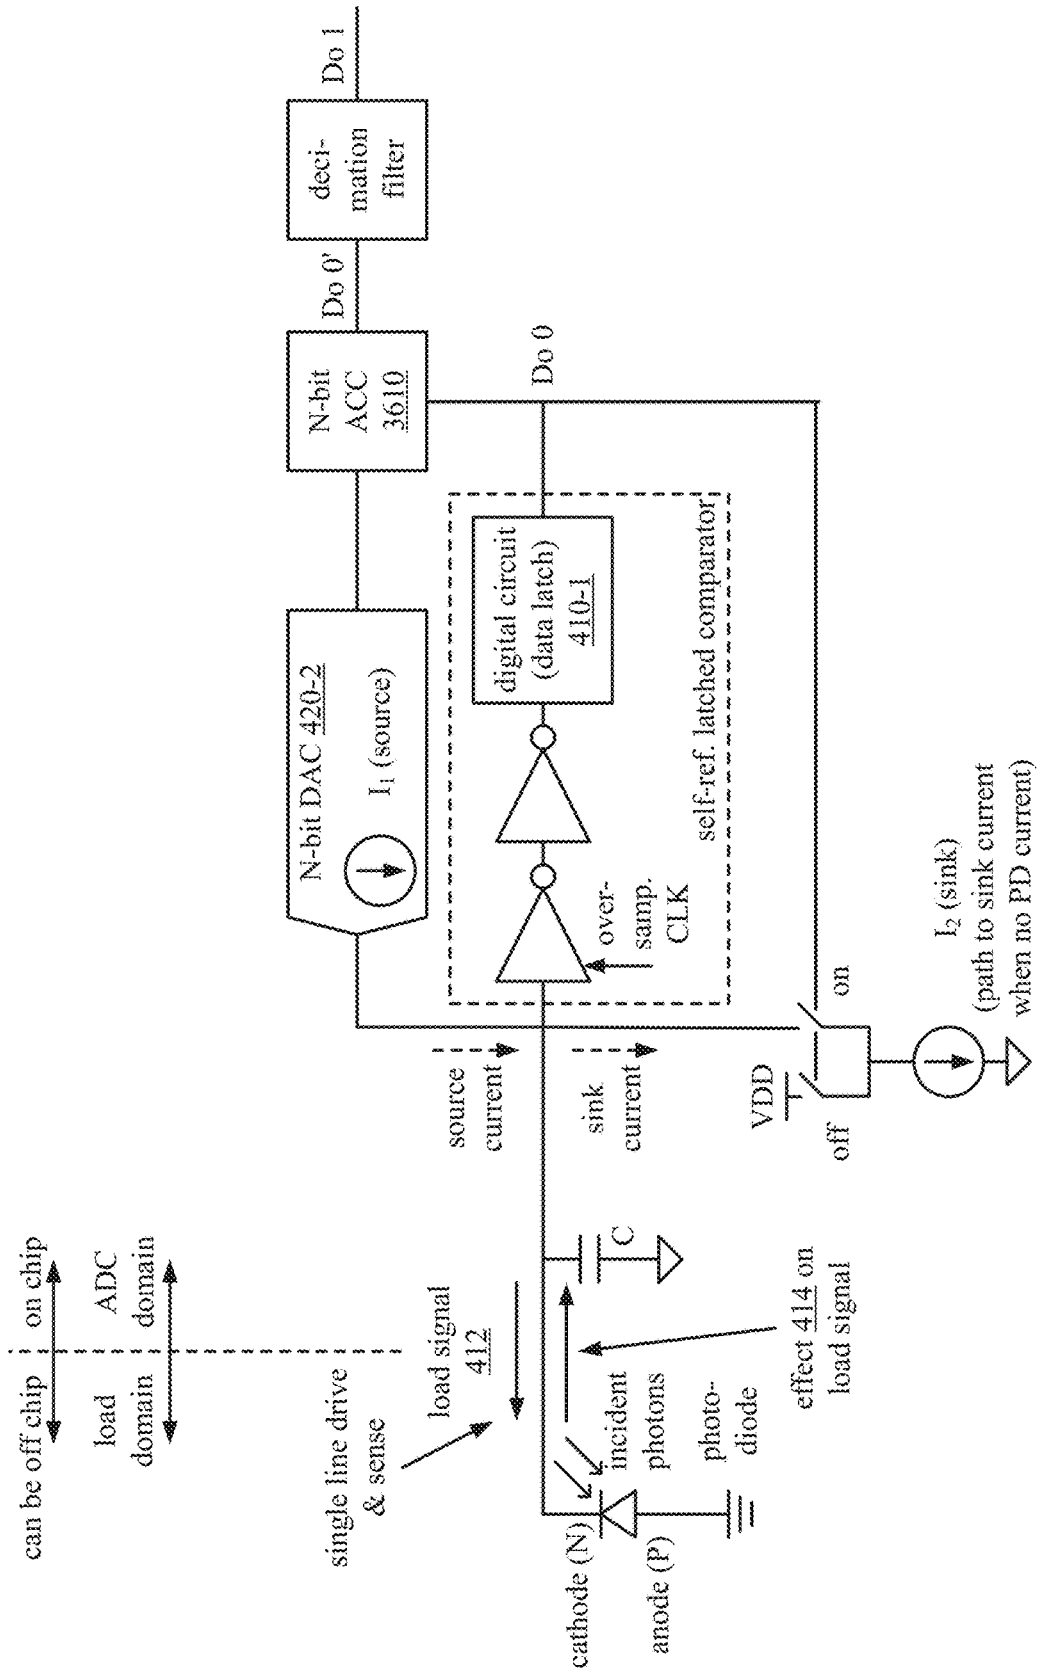 can be off chip
on chip
load
domain
ADC
domain
single line drive
& sense
load signal
412
source
current
sink
current
N-bit DAC 420-2
I₁ (source)
N-bit
ACC
3610
Do 0'
deci-
mation
filter
Do 1
cathode (N)
anode (P)
incident
photons
photo-
diode
C
effect 414 on
load signal
over-
samp.
CLK
digital circuit
(data latch)
410-1
self-ref. latched comparator
Do 0
VDD
off
on
I₂ (sink)
(path to sink current
when no PD current)